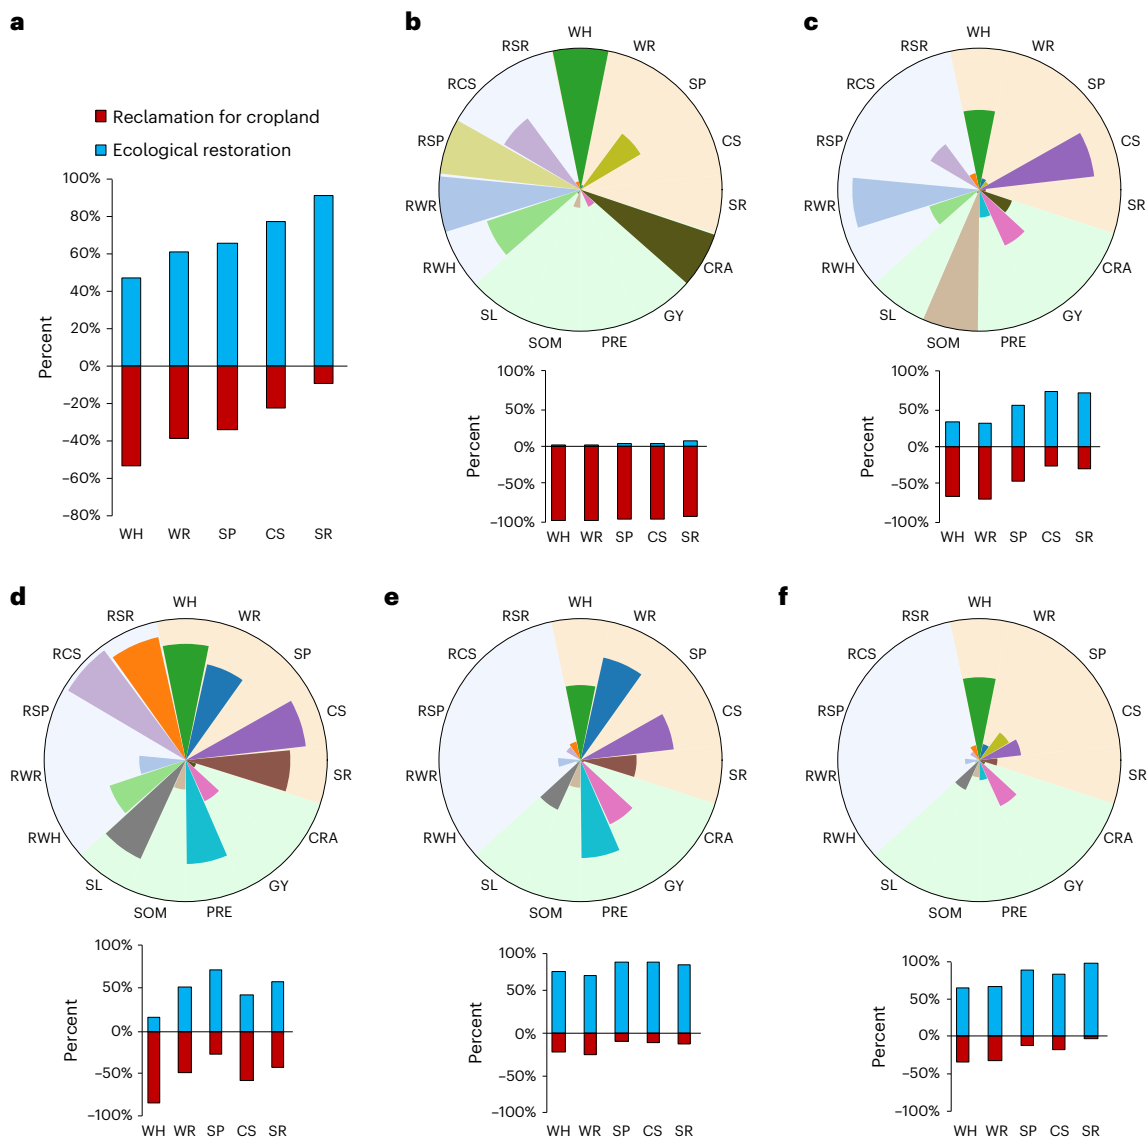 a
Reclamation for cropland
Ecological restoration
Percent
100%
80%
60%
40%
20%
0%
−20%
−40%
−60%
−80%
WH WR SP CS SR
b
WH
WR
SP
CS
SR
CRA
GY
PRE
SOM
SL
RWH
RWR
RSP
RCS
RSR
Percent
100%
50%
0%
−50%
−100%
WH WR SP CS SR
c
WH
WR
SP
CS
SR
CRA
GY
PRE
SOM
SL
RWH
RWR
RSP
RCS
RSR
Percent
100%
50%
0%
−50%
−100%
WH WR SP CS SR
d
WH
WR
SP
CS
SR
CRA
GY
PRE
SOM
SL
RWH
RWR
RSP
RCS
RSR
Percent
100%
50%
0%
−50%
−100%
WH WR SP CS SR
e
WH
WR
SP
CS
SR
CRA
GY
PRE
SOM
SL
RWH
RWR
RSP
RCS
RSR
Percent
100%
50%
0%
−50%
−100%
WH WR SP CS SR
f
WH
WR
SP
CS
SR
CRA
GY
PRE
SOM
SL
RWH
RWR
RSP
RCS
RSR
Percent
100%
50%
0%
−50%
−100%
WH WR SP CS SR